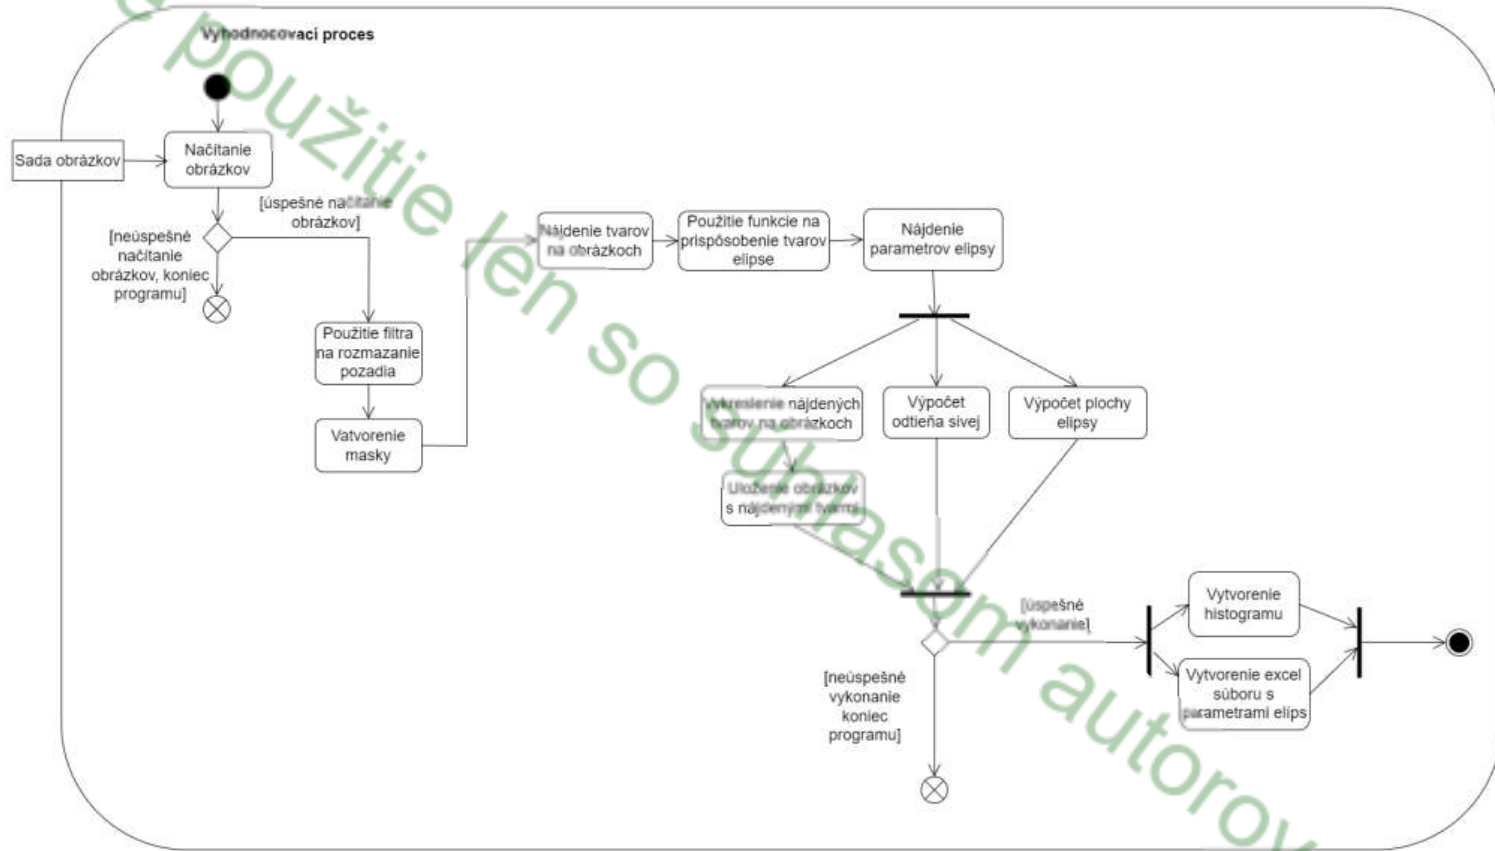 Vyhodnocovací proces
Sada obrázkov
Načítanie
obrázkov
[úspešné načítanie
obrázkov]
[neúspešné
načítanie
obrázkov, koniec
programu]
Použitie filtra
na rozmazanie
pozadia
Vatvorenie
masky
Nájdenie tvarov
na obrázkoch
Použitie funkcie na
prispôsobenie tvarov
elipse
Nájdenie
parametrov elipsy
Vykreslenie nájdených
tvarov na obrázkoch
Výpočet
odtieňa sivej
Výpočet plochy
elipsy
Uloženie obrázkov
s nájdenými tvarmi
[úspešné
vykonanie]
[neúspešné
vykonanie
koniec
programu]
Vytvorenie
histogramu
Vytvorenie excel
súboru s
parametrami elips
použitie len so súhlasom autorov